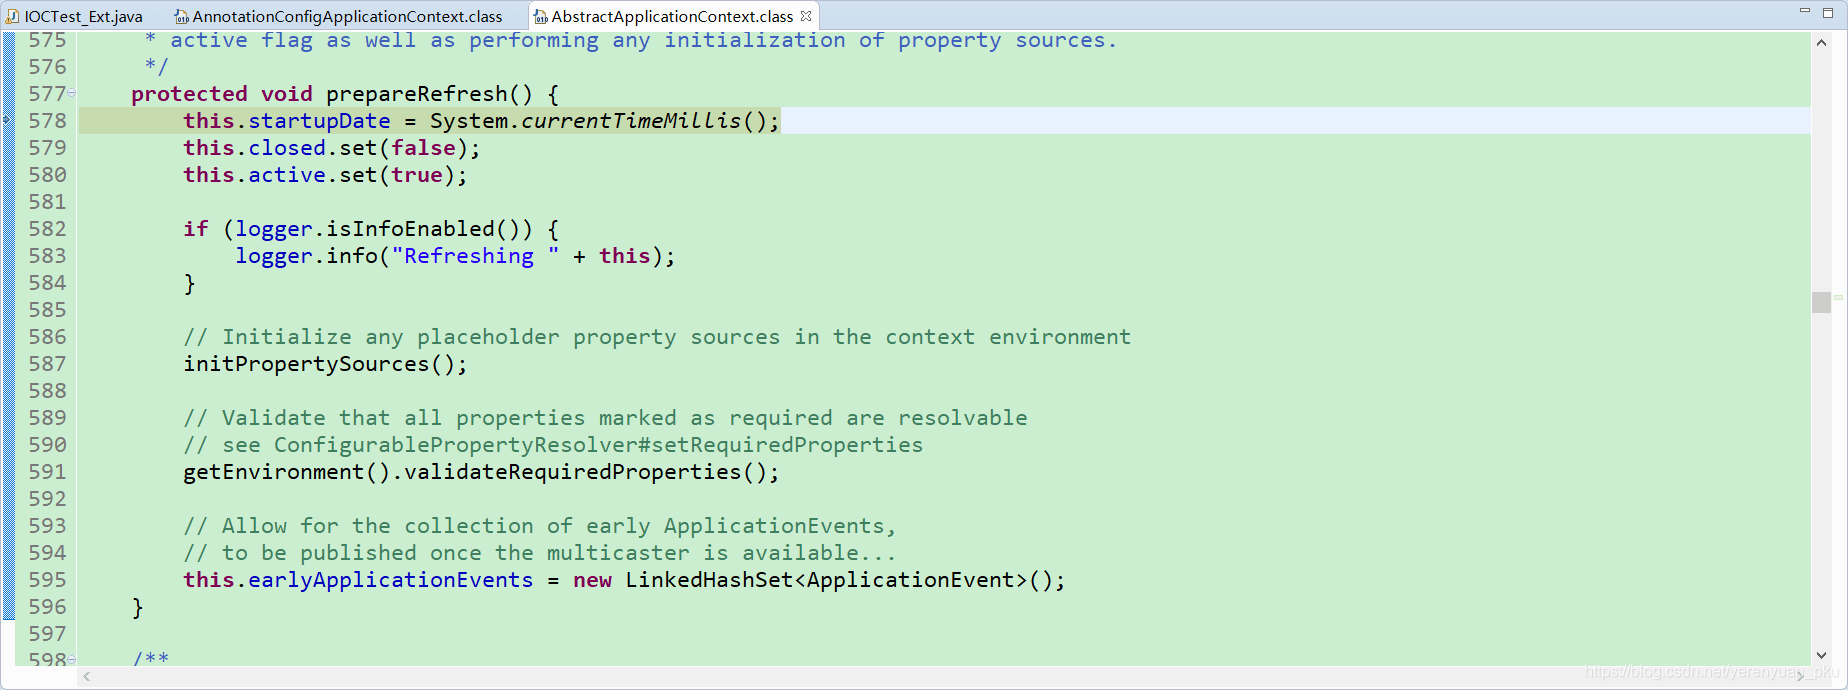 IOCTest_Ext.java AnnotationConfigApplicationContext.class AbstractApplicationContext.class
575 * active flag as well as performing any initialization of property sources.
576 */
577 protected void prepareRefresh() {
578 this.startupDate = System.currentTimeMillis();
579 this.closed.set(false);
580 this.active.set(true);
581
582 if (logger.isInfoEnabled()) {
583 logger.info("Refreshing " + this);
584 }
585
586 // Initialize any placeholder property sources in the context environment
587 initPropertySources();
588
589 // Validate that all properties marked as required are resolvable
590 // see ConfigurablePropertyResolver#setRequiredProperties
591 getEnvironment().validateRequiredProperties();
592
593 // Allow for the collection of early ApplicationEvents,
594 // to be published once the multicaster is available...
595 this.earlyApplicationEvents = new LinkedHashSet<ApplicationEvent>();
596 }
597
598 /**
https://blog.csdn.net/yerenyuan_pku